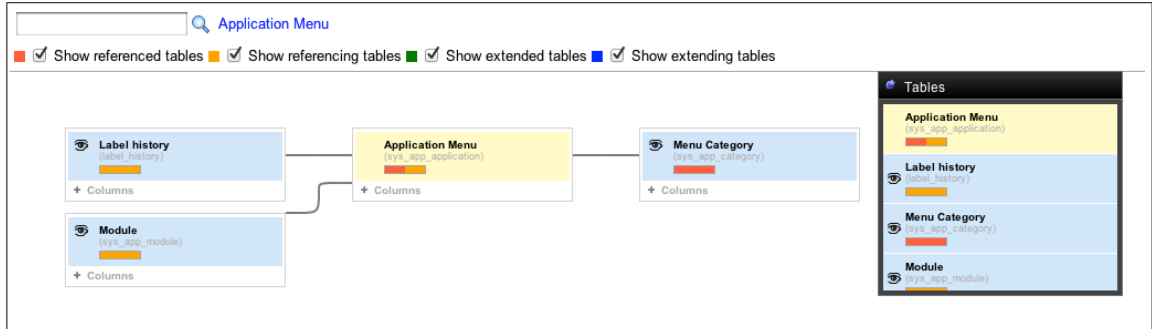 Application Menu
Show referenced tables Show referencing tables Show extended tables Show extending tables
Tables
Label history
(label_history)
+ Columns
Module
(sys_app_module)
+ Columns
Application Menu
(sys_app_application)
+ Columns
Menu Category
(sys_app_category)
+ Columns
Application Menu
(sys_app_application)
Label history
(label_history)
Menu Category
(sys_app_category)
Module
(sys_app_module)